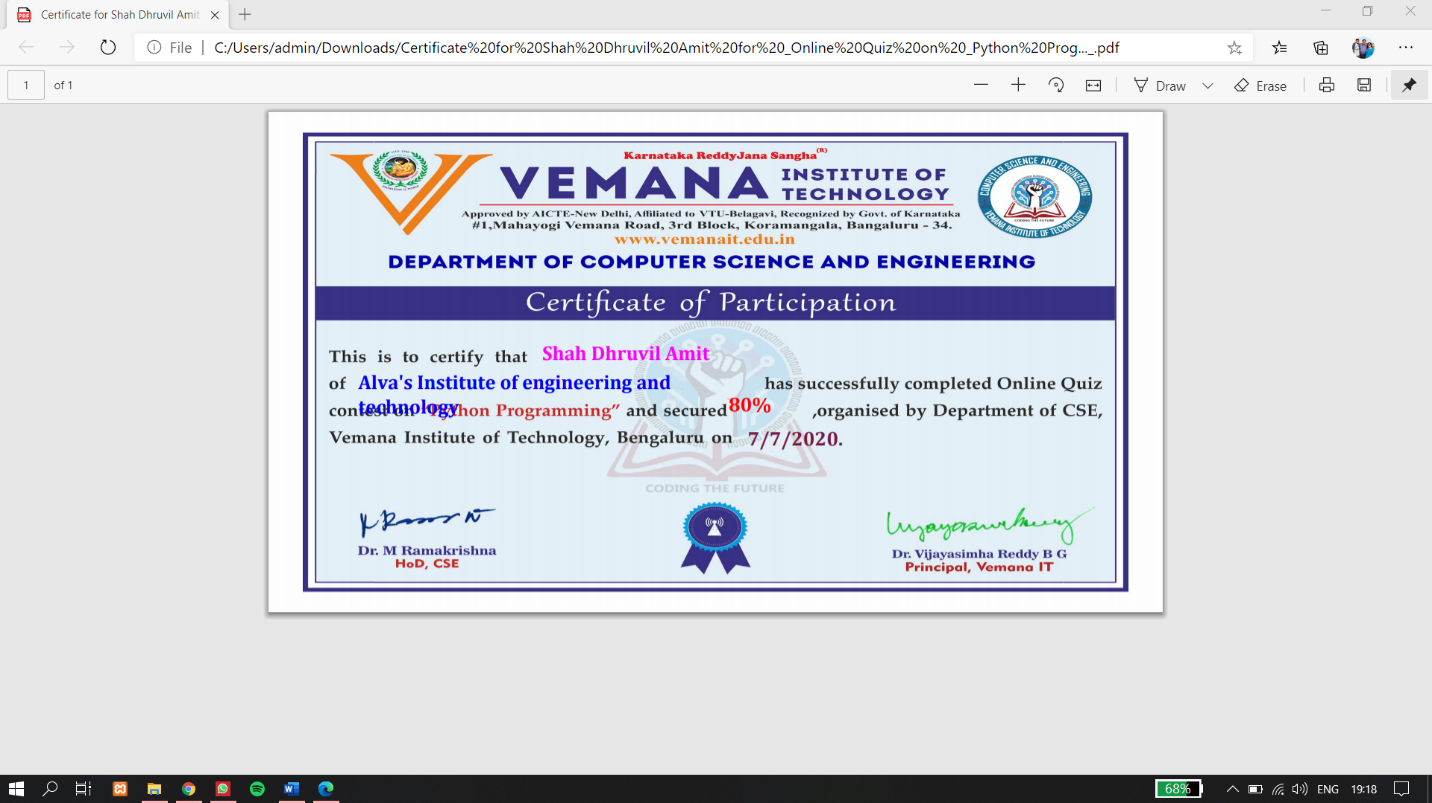 Certificate for Shah Dhruvil Amit
File | C:/Users/admin/Downloads/Certificate%20for%20Shah%20Dhruvil%20Amit%20for%20_Online%20Quiz%20on%20_Python%20Prog..._.pdf
1 of 1
Draw
Erase
Karnataka ReddyJana Sangha(R)
VEMANA INSTITUTE OF
TECHNOLOGY
Approved by AICTE-New Delhi, Affiliated to VTU-Belagavi, Recognized by Govt. of Karnataka
#1,Mahayogi Vemana Road, 3rd Block, Koramangala, Bangaluru - 34.
www.vemanait.edu.in
COMPUTER SCIENCE AND ENGINEERING
CODING THE FUTURE
VEMANA INSTITUTE OF TECHNOLOGY
DEPARTMENT OF COMPUTER SCIENCE AND ENGINEERING
Certificate of Participation
This is to certify that Shah Dhruvil Amit
of Alva's Institute of engineering and technology has successfully completed Online Quiz
contest on "Python Programming" and secured 80% ,organised by Department of CSE,
Vemana Institute of Technology, Bengaluru on 7/7/2020.
CODING THE FUTURE
Dr. M Ramakrishna
HoD, CSE
Dr. Vijayasimha Reddy B G
Principal, Vemana IT
68%
ENG
19:18